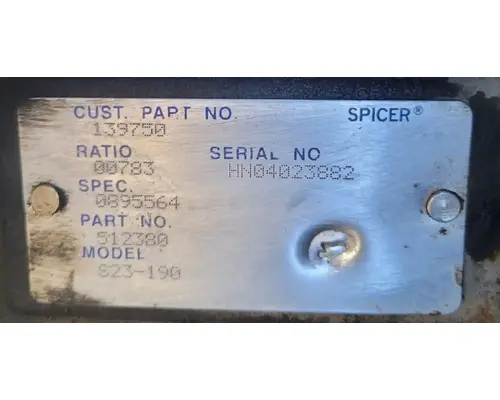 CUST. PART NO. SPICER®
139750
RATIO SERIAL NO
00783 HN04023882
SPEC.
0895564
PART NO.
512380
MODEL
S23-190